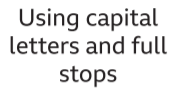 Using capital
letters and full
stops